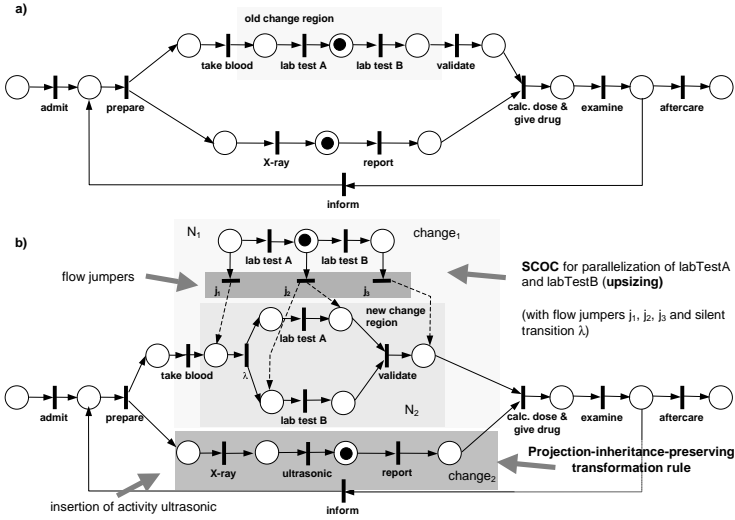 a)
old change region
take blood
lab test A
lab test B
validate
admit
prepare
calc. dose &
give drug
examine
aftercare
X-ray
report
inform
b)
N1
change1
lab test A
lab test B
flow jumpers
j1
j2
j3
SCOC for parallelization of labTestA
and labTestB (upsizing)
(with flow jumpers j1, j2, j3 and silent
transition λ)
new change
region
lab test A
take blood
λ
validate
lab test B
N2
admit
prepare
calc. dose &
give drug
examine
aftercare
X-ray
ultrasonic
report
change2
Projection-inheritance-preserving
transformation rule
insertion of activity ultrasonic
inform